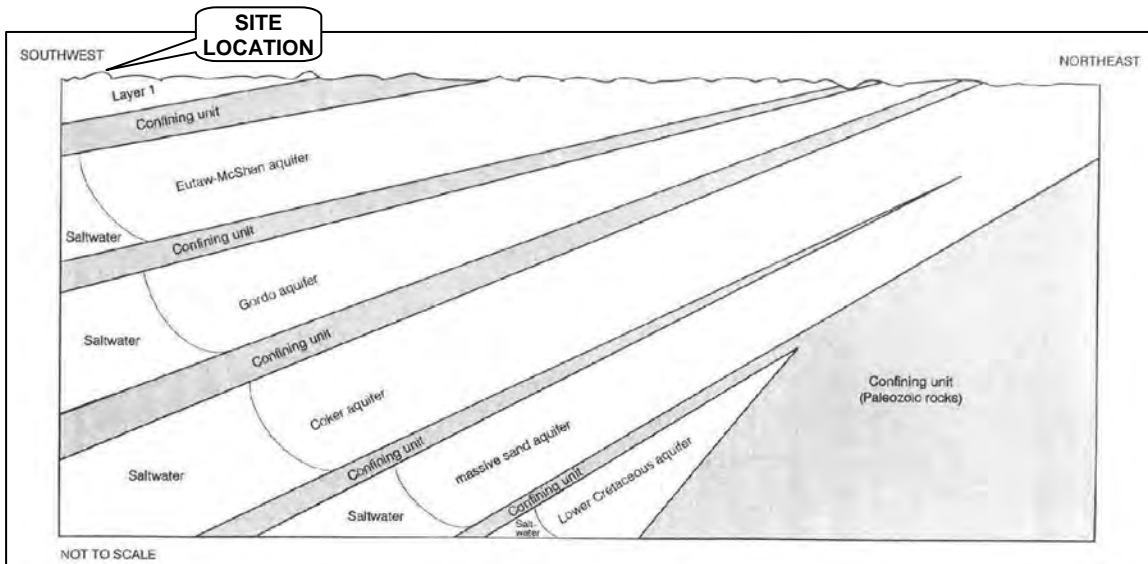 SITE
LOCATION
SOUTHWEST
NORTHEAST
Layer 1
Confining unit
Eutaw-McShan aquifer
Saltwater
Confining unit
Gordo aquifer
Saltwater
Confining unit
Coker aquifer
Confining unit
(Paleozoic rocks)
Saltwater
Confining unit
massive sand aquifer
Saltwater
Confining unit
Lower Cretaceous aquifer
Salt-
water
NOT TO SCALE